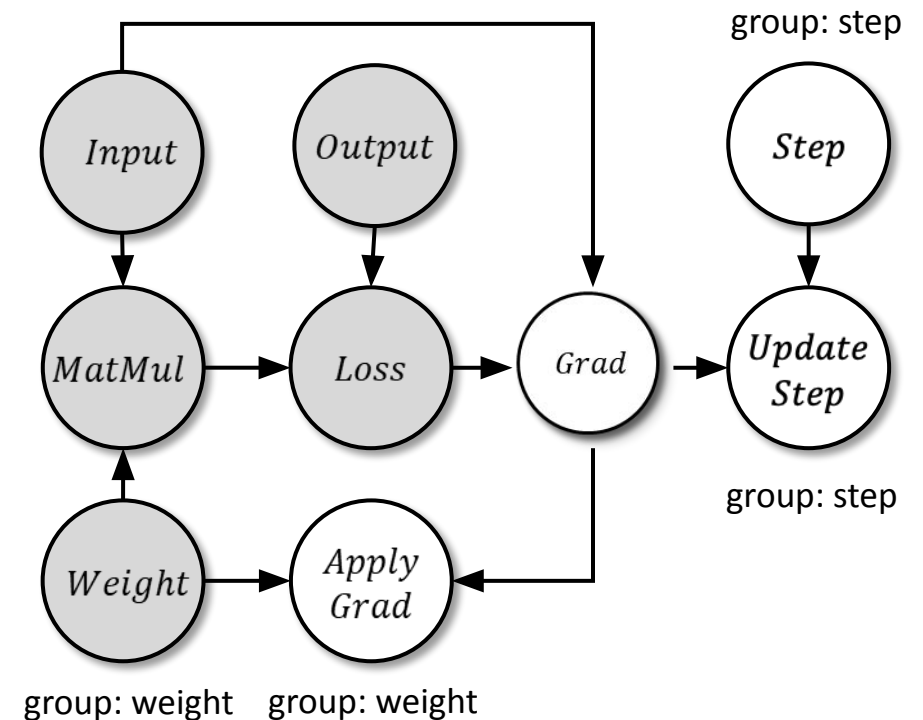 group: step
Input
Output
Step
MatMul
Loss
Grad
Update
Step
group: step
Weight
Apply
Grad
group: weight
group: weight